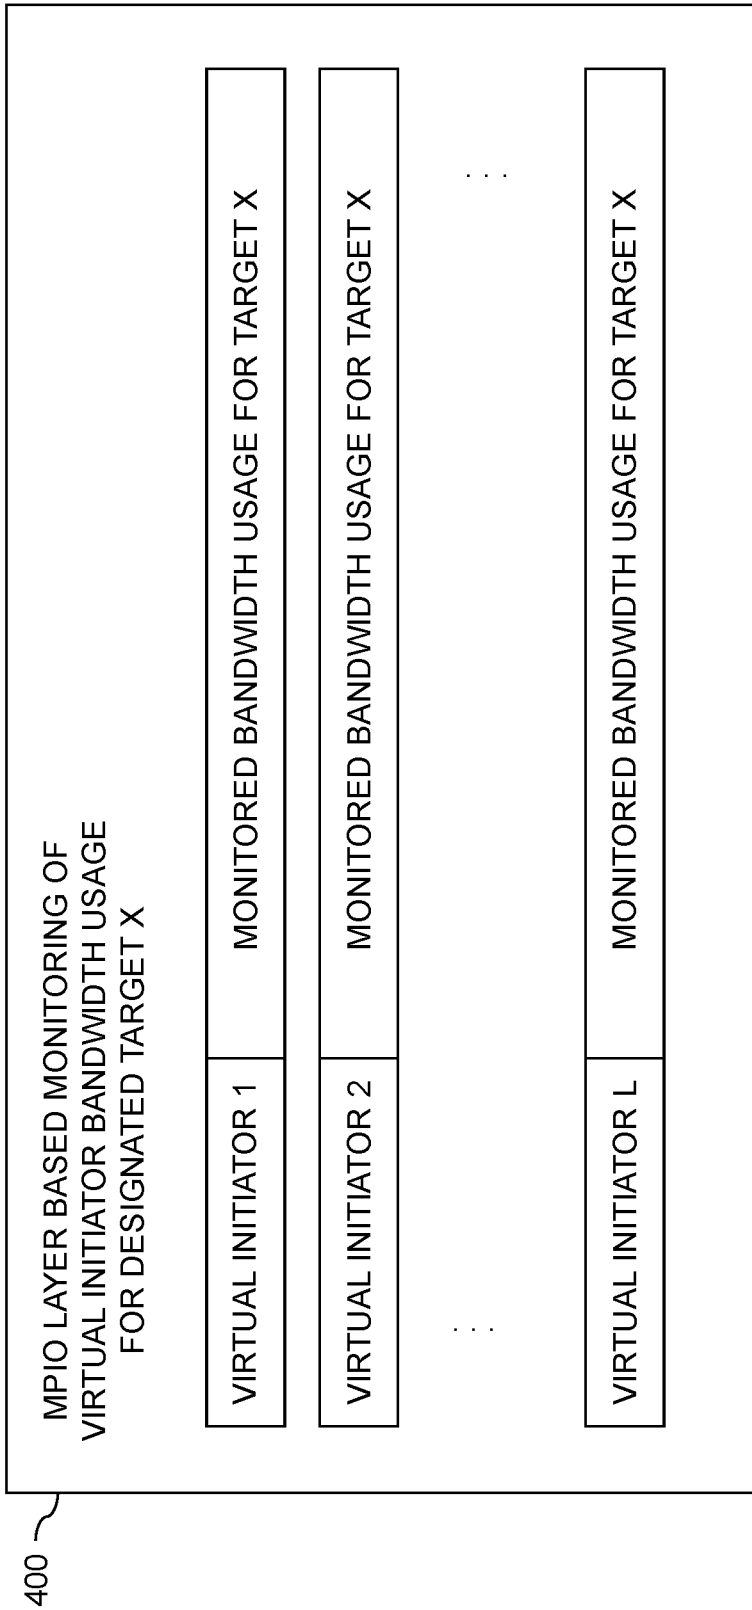 400
MPIO LAYER BASED MONITORING OF
VIRTUAL INITIATOR BANDWIDTH USAGE
FOR DESIGNATED TARGET X
VIRTUAL INITIATOR 1 MONITORED BANDWIDTH USAGE FOR TARGET X
VIRTUAL INITIATOR 2 MONITORED BANDWIDTH USAGE FOR TARGET X
. . . . . .
VIRTUAL INITIATOR L MONITORED BANDWIDTH USAGE FOR TARGET X